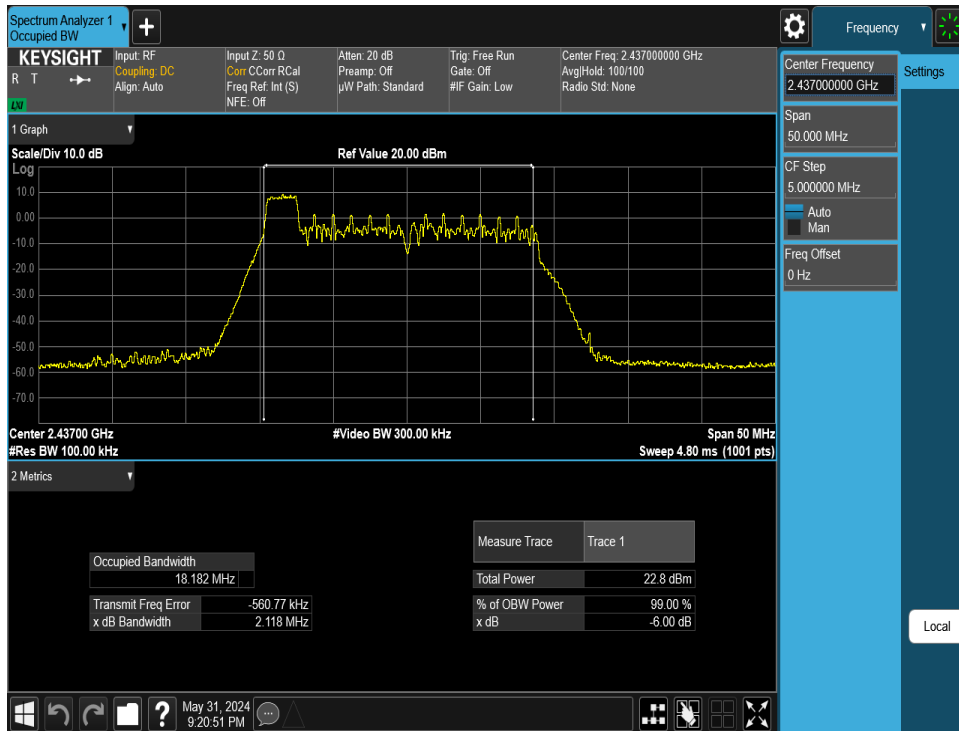 Spectrum Analyzer 1
Occupied BW
Frequency
KEYSIGHT
R T
LXI
Input: RF
Coupling: DC
Align: Auto
Input Z: 50 Ω
Corr CCorr RCal
Freq Ref: Int (S)
NFE: Off
Atten: 20 dB
Preamp: Off
µW Path: Standard
Trig: Free Run
Gate: Off
#IF Gain: Low
Center Freq: 2.437000000 GHz
Avg|Hold: 100/100
Radio Std: None
Center Frequency
2.437000000 GHz
Settings
Span
50.000 MHz
CF Step
5.000000 MHz
Auto
Man
Freq Offset
0 Hz
1 Graph
Scale/Div 10.0 dB
Ref Value 20.00 dBm
Log
10.0
0.00
-10.0
-20.0
-30.0
-40.0
-50.0
-60.0
-70.0
Center 2.43700 GHz
#Video BW 300.00 kHz
Span 50 MHz
#Res BW 100.00 kHz
Sweep 4.80 ms (1001 pts)
2 Metrics
Occupied Bandwidth
18.182 MHz
Transmit Freq Error -560.77 kHz
x dB Bandwidth 2.118 MHz
Measure Trace Trace 1
Total Power 22.8 dBm
% of OBW Power 99.00 %
x dB -6.00 dB
Local
?
May 31, 2024
9:20:51 PM